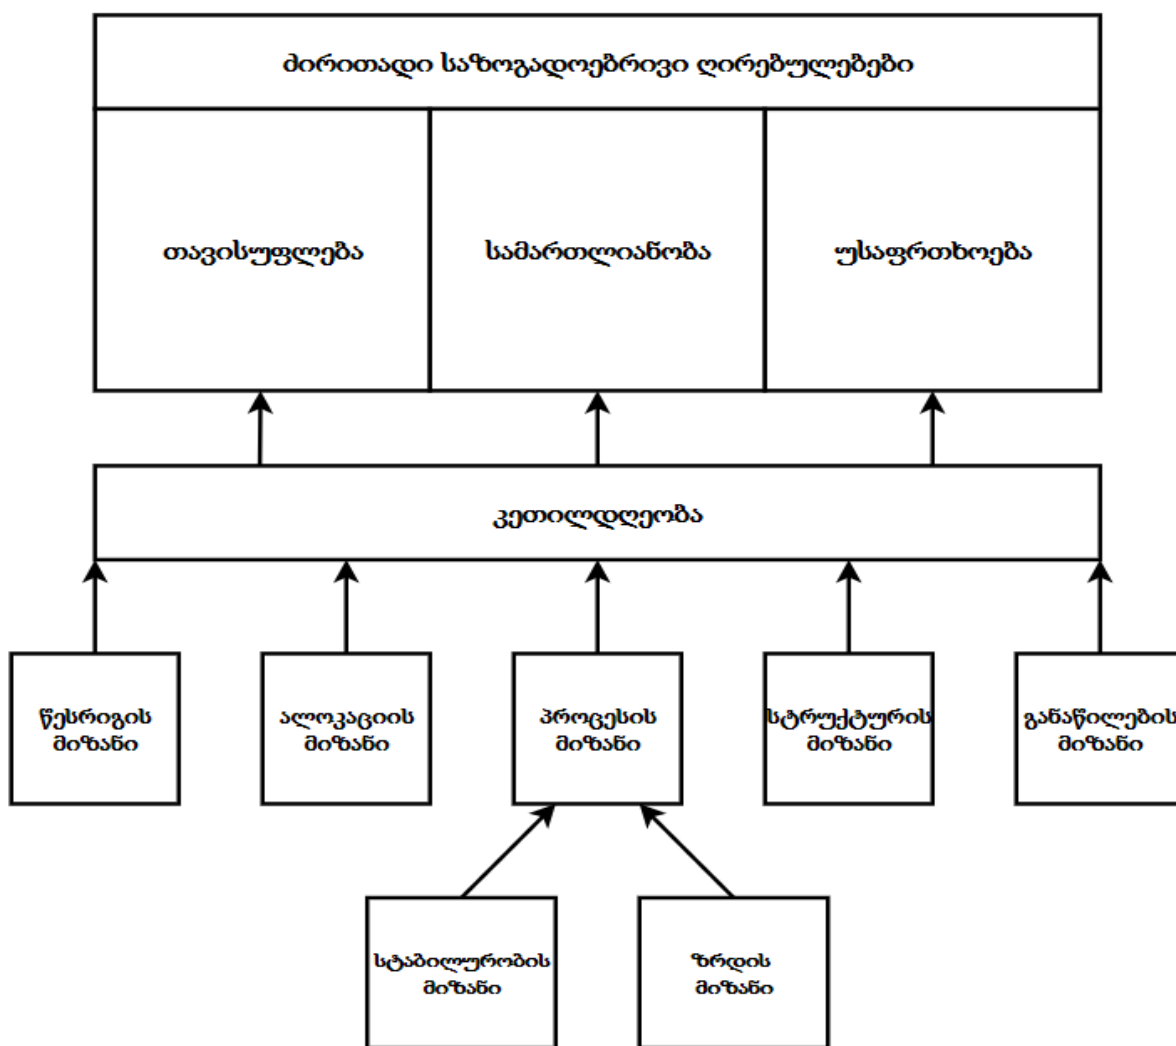 ძირითადი საზოგადოებრივი ღირებულებები
თავისუფლება
სამართლიანობა
უსაფრთხოება
კეთილდღეობა
წესრიგის
მიზანი
ალოკაციის
მიზანი
პროცესის
მიზანი
სტრუქტურის
მიზანი
განაწილების
მიზანი
სტაბილურობის
მიზანი
ზრდის
მიზანი